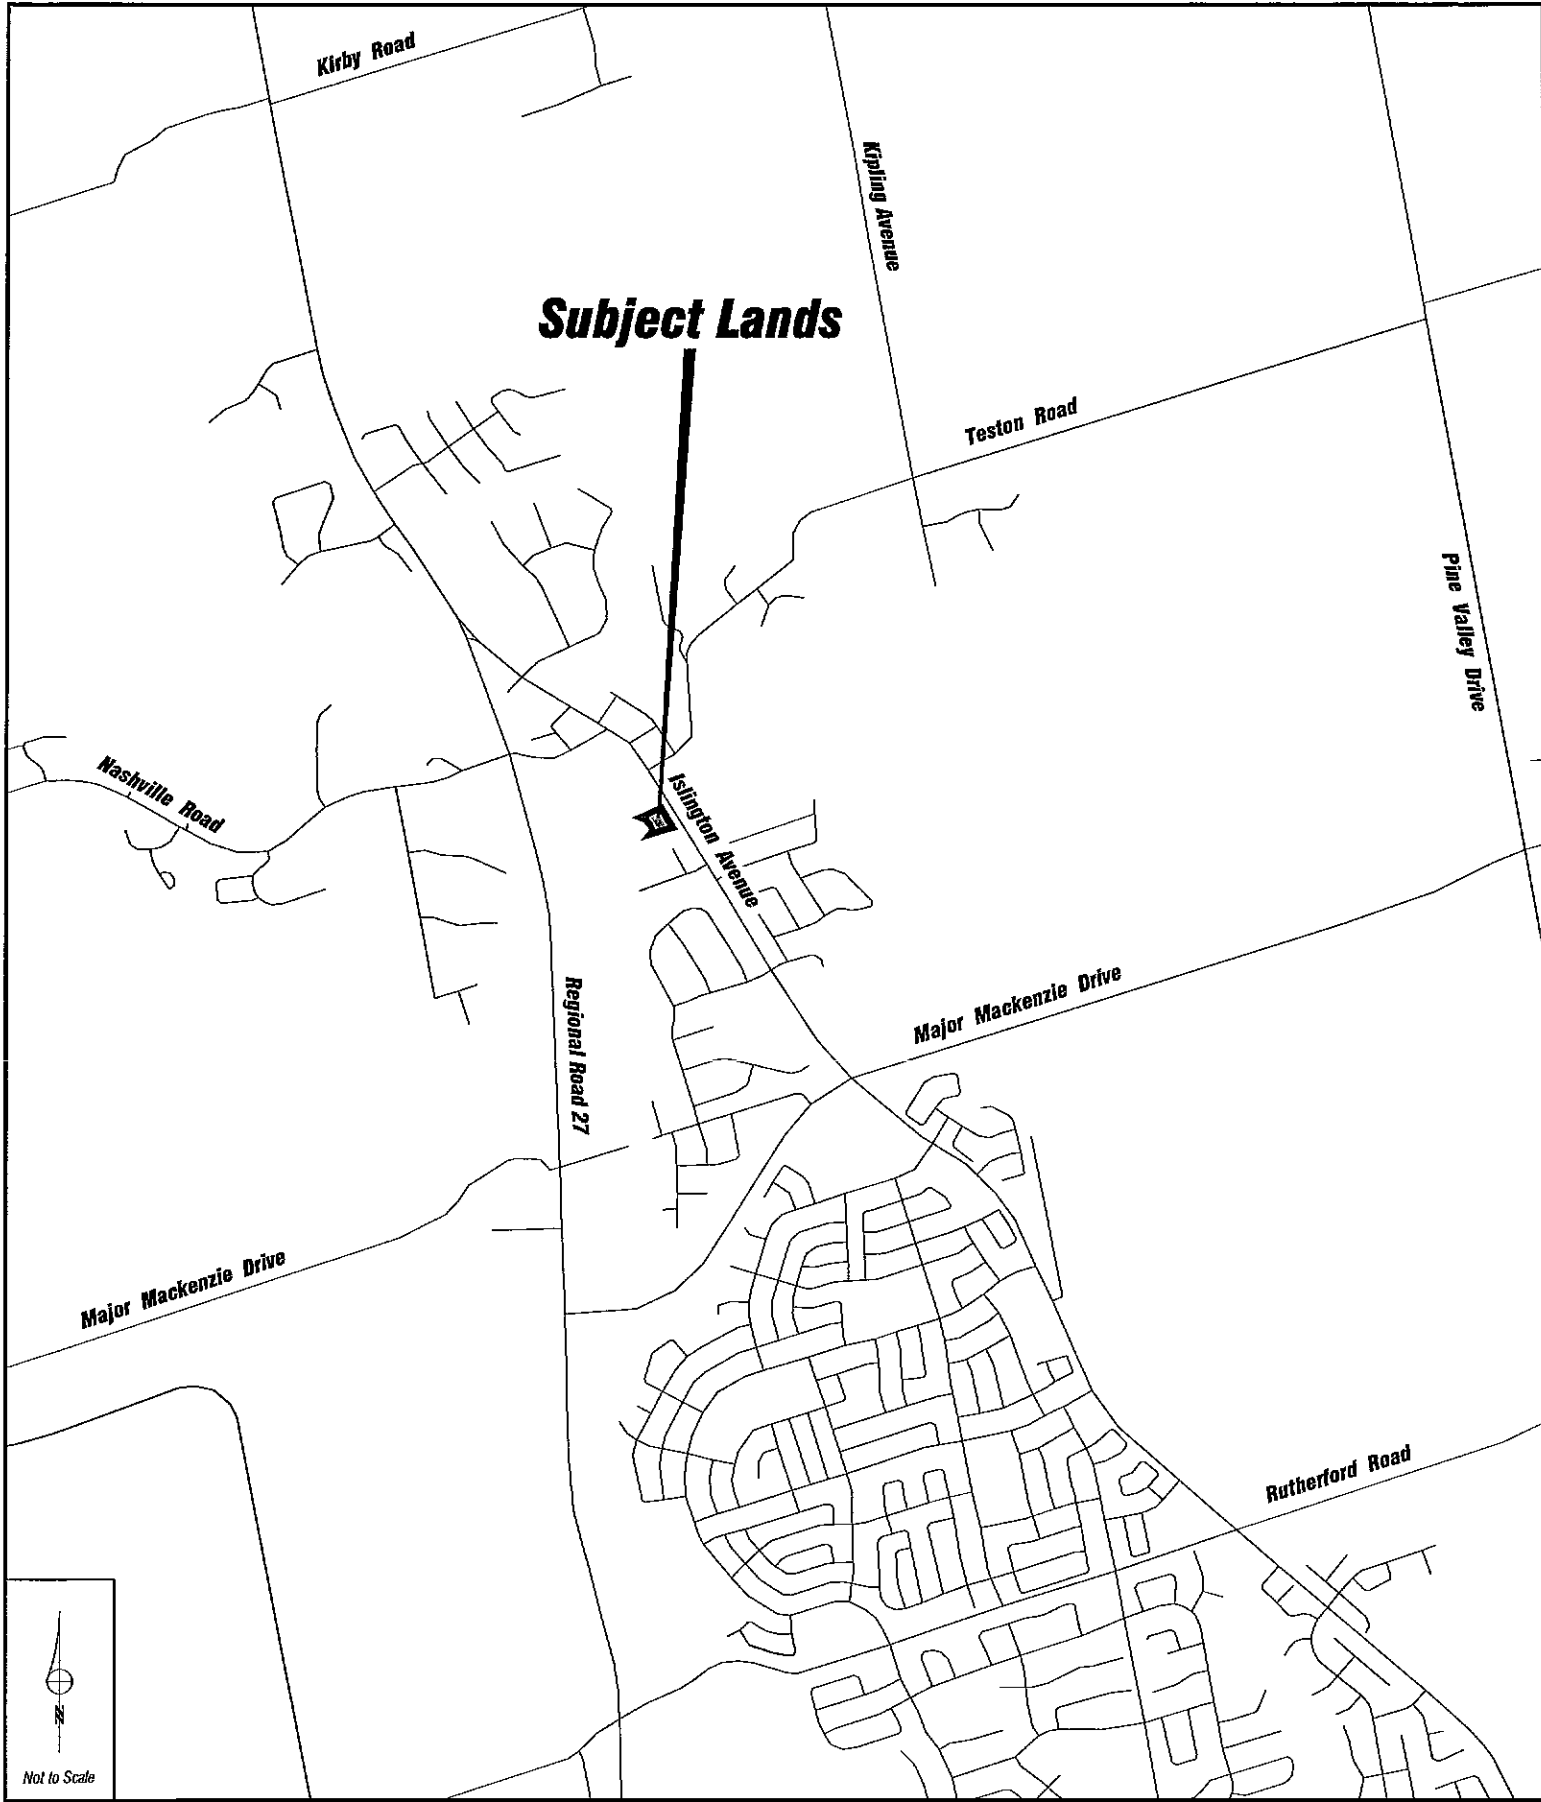 Kirby Road
Kipling Avenue
Subject Lands
Teston Road
Pine Valley Drive
Nashville Road
Islington Avenue
Major Mackenzie Drive
Regional Road 27
Major Mackenzie Drive
Rutherford Road
N
Not to Scale